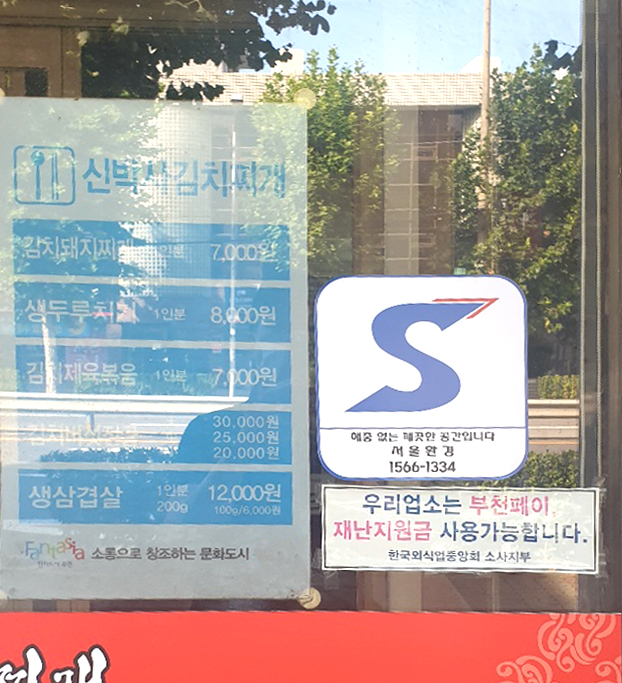 신박사김치찌개
김치돼지찌개 1인분 7,000원
생두루치기 1인분 8,000원
김치제육볶음 1인분 7,000원
30,000원
25,000원
20,000원
생삼겹살 1인분 12,000원
200g 100g/6,000원
Fantasia 소통으로 창조하는 문화도시
S
해충 없는 깨끗한 공간입니다
서울환경
1566-1334
우리업소는 부천페이,
재난지원금 사용가능합니다.
한국외식업중앙회 소사지부
찌개